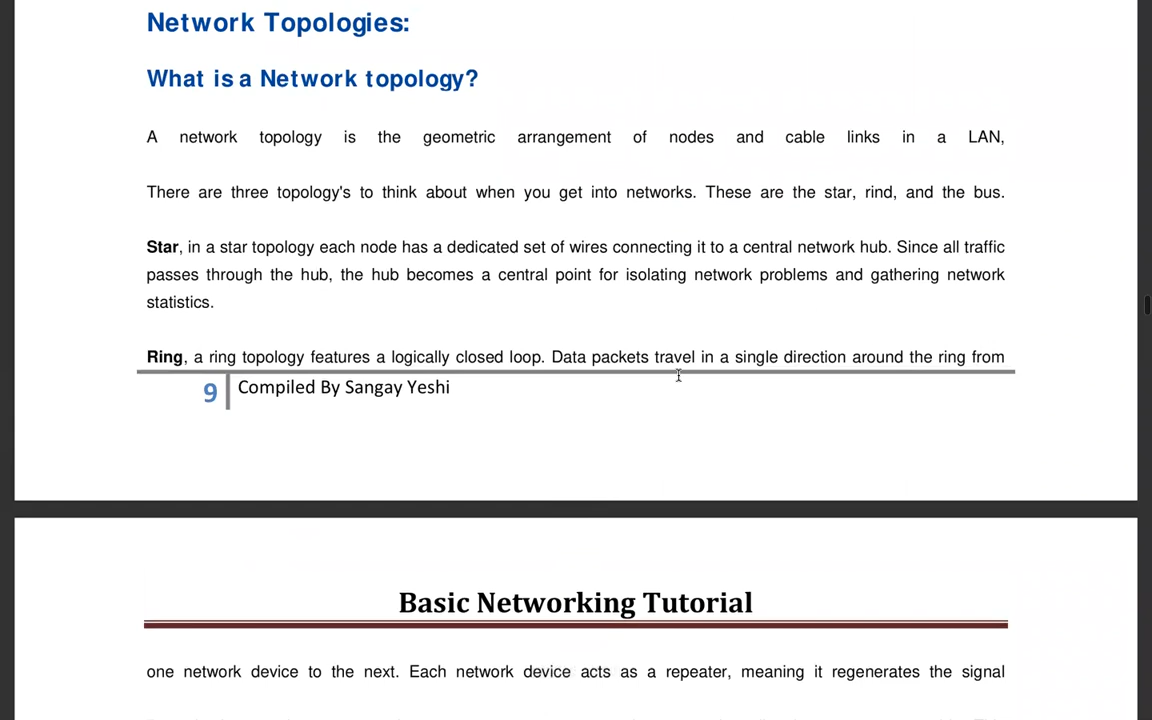 Network Topologies:
What is a Network topology?
A network topology is the geometric arrangement of nodes and cable links in a LAN,
There are three topology's to think about when you get into networks. These are the star, rind, and the bus.
Star, in a star topology each node has a dedicated set of wires connecting it to a central network hub. Since all traffic
passes through the hub, the hub becomes a central point for isolating network problems and gathering network
statistics.
Ring, a ring topology features a logically closed loop. Data packets travel in a single direction around the ring from
9 Compiled By Sangay Yeshi
Basic Networking Tutorial
one network device to the next. Each network device acts as a repeater, meaning it regenerates the signal